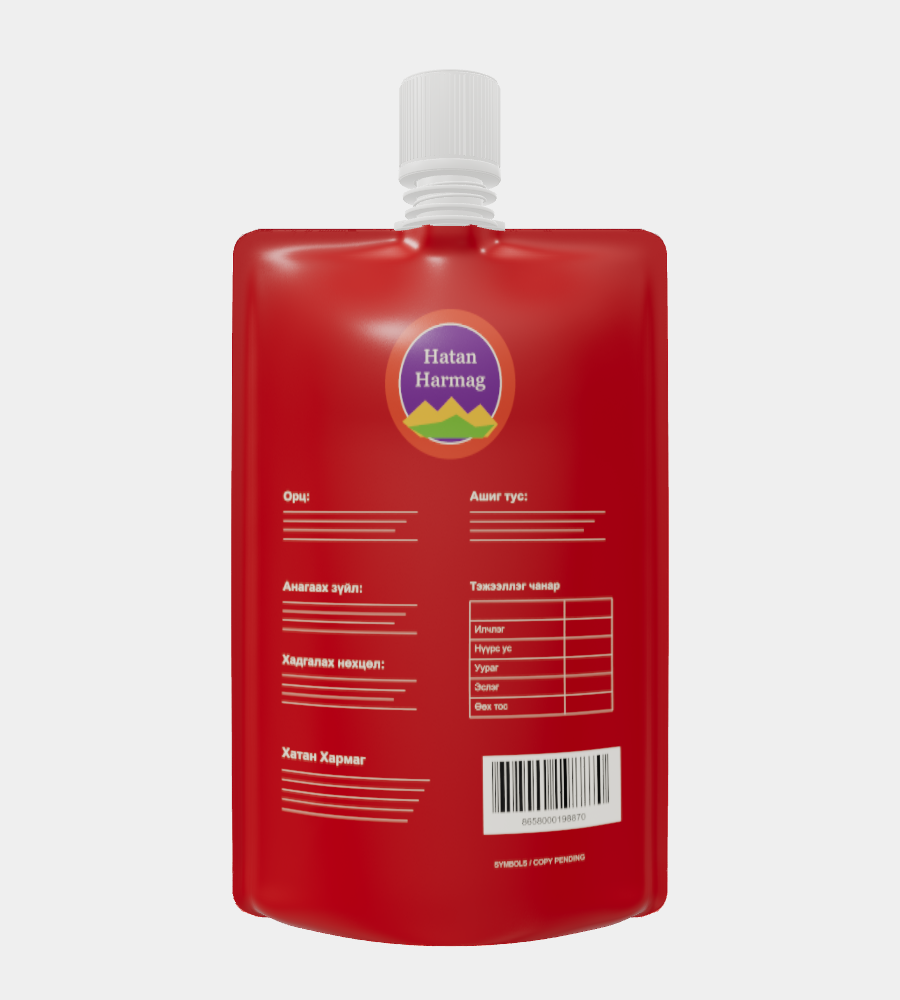 Hatan
Harmag
Орц:
Ашиг тус:
Анагаах зүйл:
Тэжээллэг чанар
Илчлэг
Нүүрс ус
Уураг
Эслэг
Өөх тос
Хадгалах нөхцөл:
Хатан Хармаг
8658000198870
SYMBOLS / COPY PENDING